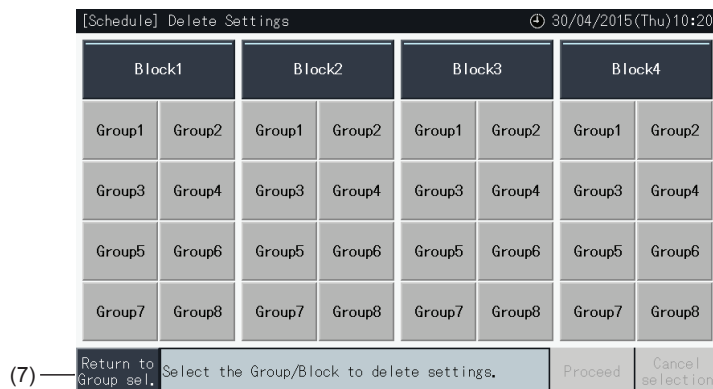 [Schedule] Delete Settings 30/04/2015(Thu)10:20
Block1 Block2 Block3 Block4
Group1 Group2 Group1 Group2 Group1 Group2 Group1 Group2
Group3 Group4 Group3 Group4 Group3 Group4 Group3 Group4
Group5 Group6 Group5 Group6 Group5 Group6 Group5 Group6
Group7 Group8 Group7 Group8 Group7 Group8 Group7 Group8
(7)
Return to
Group sel.
Select the Group/Block to delete settings.
Proceed
Cancel
selection